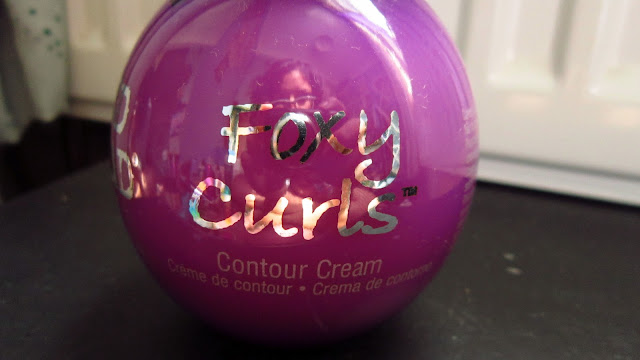 Foxy
Curls™
Contour Cream
Crème de contour • Crema de contorno